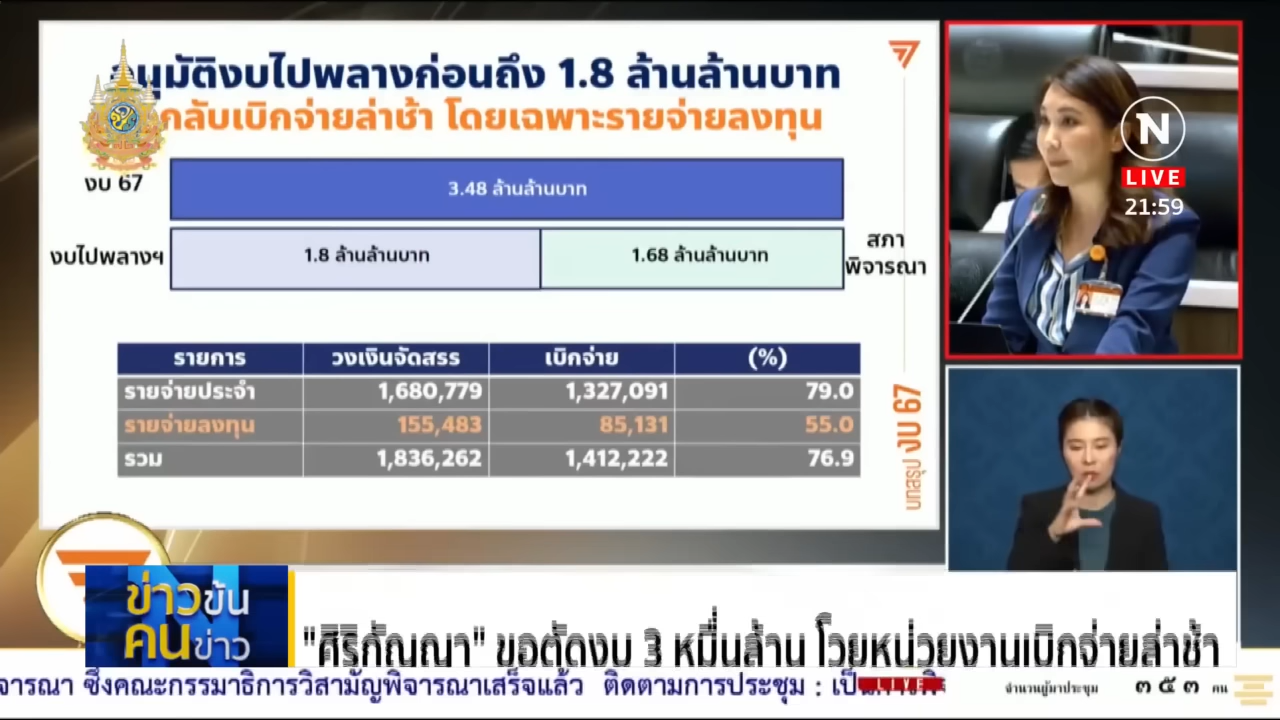 อนุมัติงบไปพลางก่อนถึง 1.8 ล้านล้านบาท
กลับเบิกจ่ายล่าช้า โดยเฉพาะรายจ่ายลงทุน
งบ 67
3.48 ล้านล้านบาท
งบไปพลางฯ
1.8 ล้านล้านบาท
1.68 ล้านล้านบาท
สภา
พิจารณา
รายการ วงเงินจัดสรร เบิกจ่าย (%)
รายจ่ายประจำ 1,680,779 1,327,091 79.0
รายจ่ายลงทุน 155,483 85,131 55.0
รวม 1,836,262 1,412,222 76.9
บทสรุป งบ 67
N
LIVE
21:59
ข่าวข้น
คนข่าว
"ศิริกัญญา" ขอตัดงบ 3 หมื่นล้าน โวยหน่วยงานเบิกจ่ายล่าช้า
จารณา ซึ่งคณะกรรมาธิการวิสามัญพิจารณาเสร็จแล้ว ติดตามการประชุม :
LIVE
จำนวนผู้มาประชุม ๓๕๓ คน